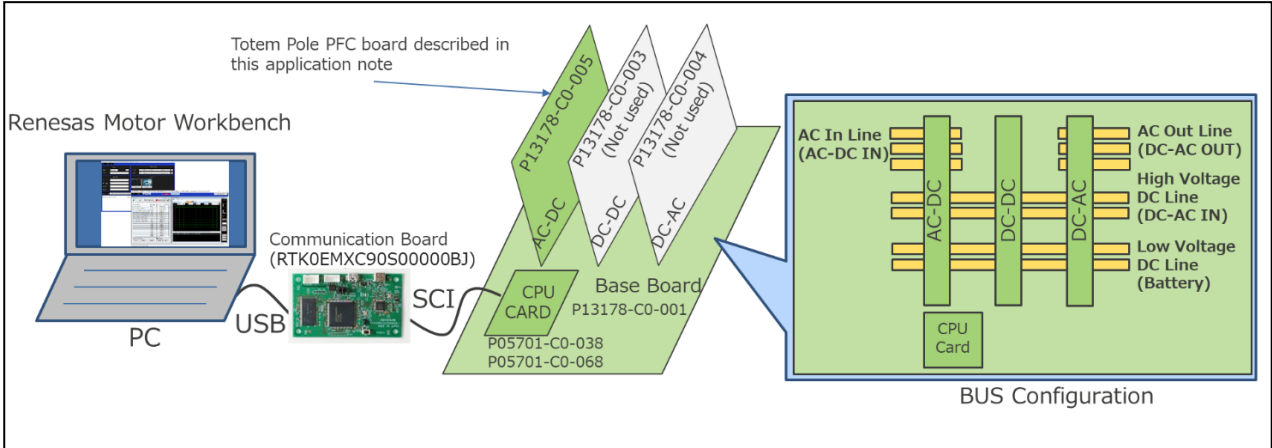 Totem Pole PFC board described in
this application note
Renesas Motor Workbench
PC
USB
Communication Board
(RTK0EMXC90S00000BJ)
SCI
P13178-C0-005
AC-DC
P13178-C0-003
(Not used)
DC-DC
P13178-C0-004
(Not used)
DC-AC
CPU
CARD
Base Board
P13178-C0-001
P05701-C0-038
P05701-C0-068
AC In Line
(AC-DC IN)
AC-DC
DC-DC
DC-AC
AC Out Line
(DC-AC OUT)
High Voltage
DC Line
(DC-AC IN)
Low Voltage
DC Line
(Battery)
CPU
Card
BUS Configuration